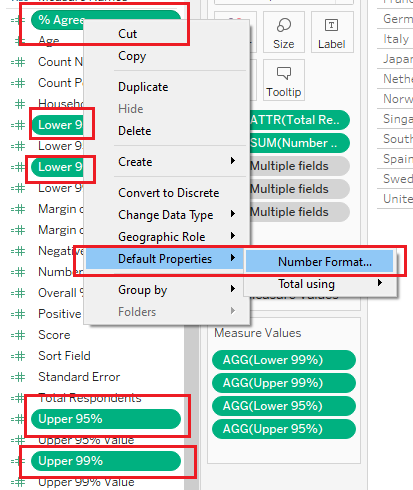 % Agree
Age
Count N
Count P
Household
Lower 9
Lower 9
Lower 9
Lower 9
Margin o
Margin o
Negative
Number
Overall %
Positive
Score
Sort Field
Standard Error
Total Respondents
Upper 95%
Upper 95% Value
Upper 99%
Cut
Copy
Duplicate
Hide
Delete
Create
Convert to Discrete
Change Data Type
Geographic Role
Default Properties
Group by
Folders
Number Format...
Total using
Size
Label
Tooltip
ATTR(Total Re..
SUM(Number ..
Multiple fields
Multiple fields
Multiple fields
Measure Values
Measure Values
AGG(Lower 99%)
AGG(Upper 99%)
AGG(Lower 95%)
AGG(Upper 95%)
France
Germ
Italy
Japan
Nethe
Norw
Singa
South
Spain
Swed
Unite